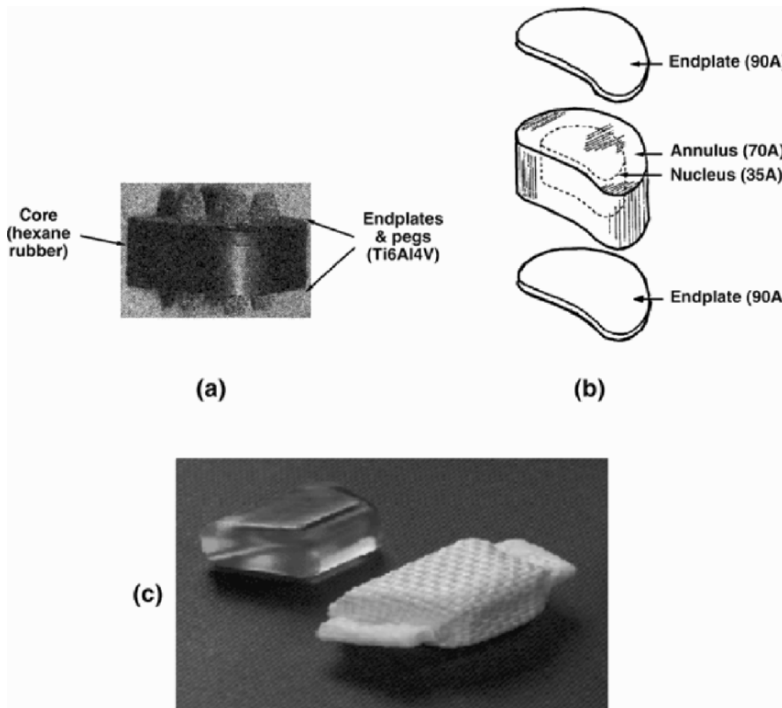 Endplate (90A)
Annulus (70A)
Nucleus (35A)
Core
(hexane
rubber)
Endplates
& pegs
(Ti6Al4V)
Endplate (90A)
(a)
(b)
(c)